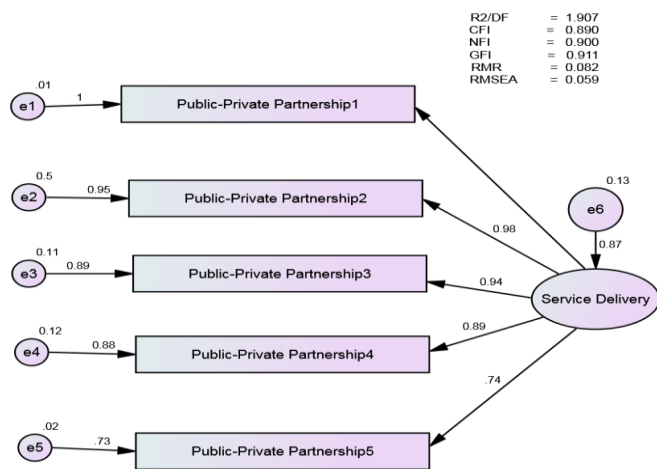 R2/DF = 1.907
CFI = 0.890
NFI = 0.900
GFI = 0.911
RMR = 0.082
RMSEA = 0.059
.01
e1
1
Public-Private Partnership1
0.5
e2
0.95
Public-Private Partnership2
0.13
e6
0.98
0.87
0.11
e3
0.89
Public-Private Partnership3
0.94
Service Delivery
0.12
e4
0.88
Public-Private Partnership4
0.89
.74
.02
e5
.73
Public-Private Partnership5